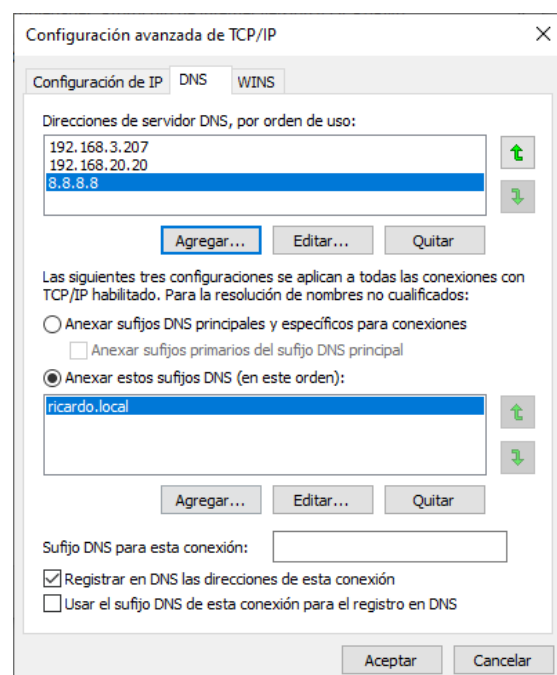 Configuración avanzada de TCP/IP
Configuración de IP DNS WINS
Direcciones de servidor DNS, por orden de uso:
192.168.3.207
192.168.20.20
8.8.8.8
Agregar... Editar... Quitar
Las siguientes tres configuraciones se aplican a todas las conexiones con
TCP/IP habilitado. Para la resolución de nombres no cualificados:
Anexar sufijos DNS principales y específicos para conexiones
Anexar sufijos primarios del sufijo DNS principal
Anexar estos sufijos DNS (en este orden):
ricardo.local
Agregar... Editar... Quitar
Sufijo DNS para esta conexión:
Registrar en DNS las direcciones de esta conexión
Usar el sufijo DNS de esta conexión para el registro en DNS
Aceptar Cancelar